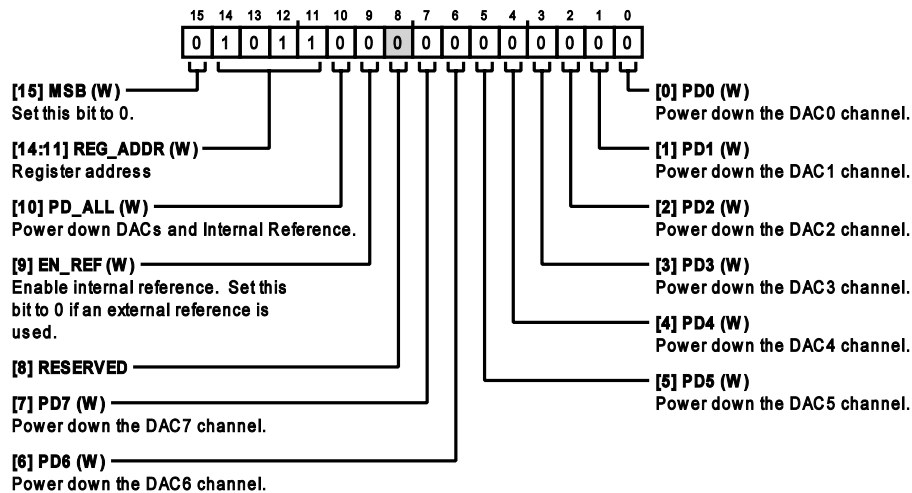 15 14 13 12 11 10 9 8 7 6 5 4 3 2 1 0
0 1 0 1 1 0 0 0 0 0 0 0 0 0 0 0
[15] MSB (W)
Set this bit to 0.
[14:11] REG_ADDR (W)
Register address
[10] PD_ALL (W)
Power down DACs and Internal Reference.
[9] EN_REF (W)
Enable internal reference. Set this
bit to 0 if an external reference is
used.
[8] RESERVED
[7] PD7 (W)
Power down the DAC7 channel.
[6] PD6 (W)
Power down the DAC6 channel.
[0] PD0 (W)
Power down the DAC0 channel.
[1] PD1 (W)
Power down the DAC1 channel.
[2] PD2 (W)
Power down the DAC2 channel.
[3] PD3 (W)
Power down the DAC3 channel.
[4] PD4 (W)
Power down the DAC4 channel.
[5] PD5 (W)
Power down the DAC5 channel.